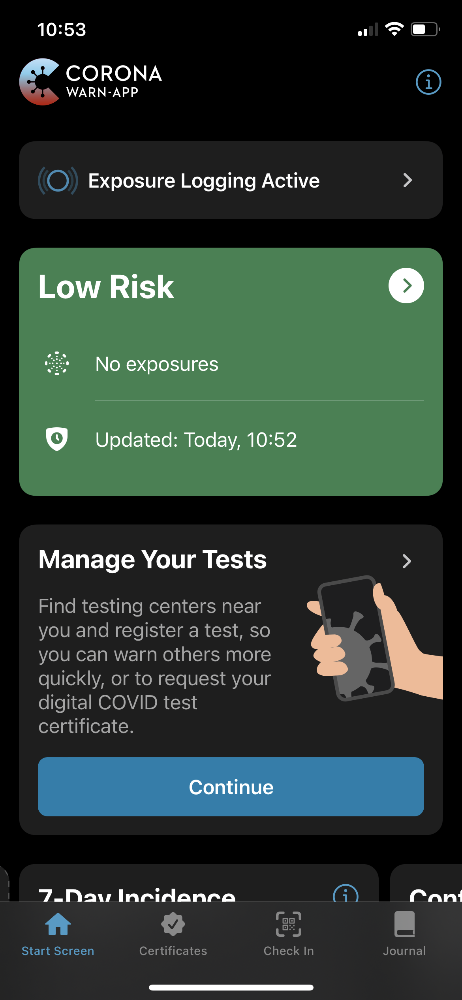 10:53
CORONA
WARN-APP
Exposure Logging Active
Low Risk
No exposures
Updated: Today, 10:52
Manage Your Tests
Find testing centers near
you and register a test, so
you can warn others more
quickly, or to request your
digital COVID test
certificate.
Continue
7-Day Incidence
Start Screen
Certificates
Check In
Journal